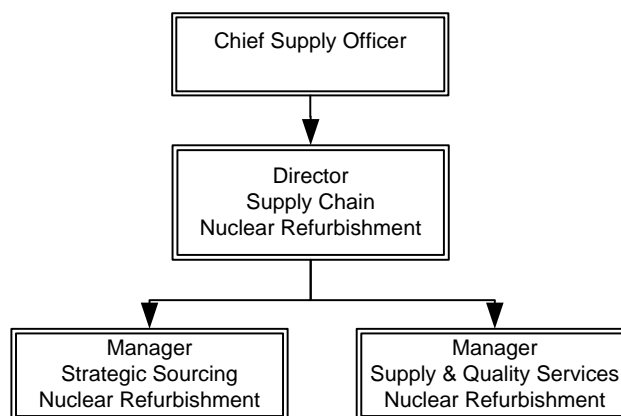 Chief Supply Officer
Director
Supply Chain
Nuclear Refurbishment
Manager
Strategic Sourcing
Nuclear Refurbishment
Manager
Supply & Quality Services
Nuclear Refurbishment